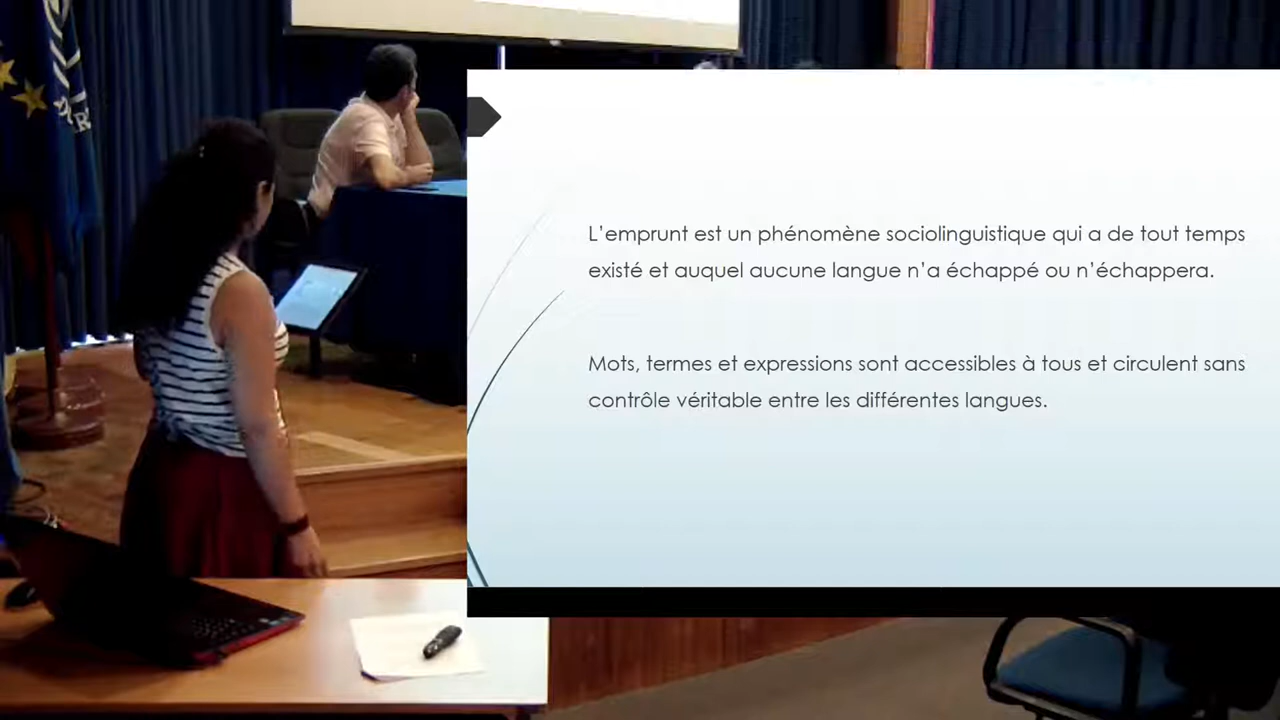 L'emprunt est un phénomène sociolinguistique qui a de tout temps
existé et auquel aucune langue n'a échappé ou n'échappera.
Mots, termes et expressions sont accessibles à tous et circulent sans
contrôle véritable entre les différentes langues.